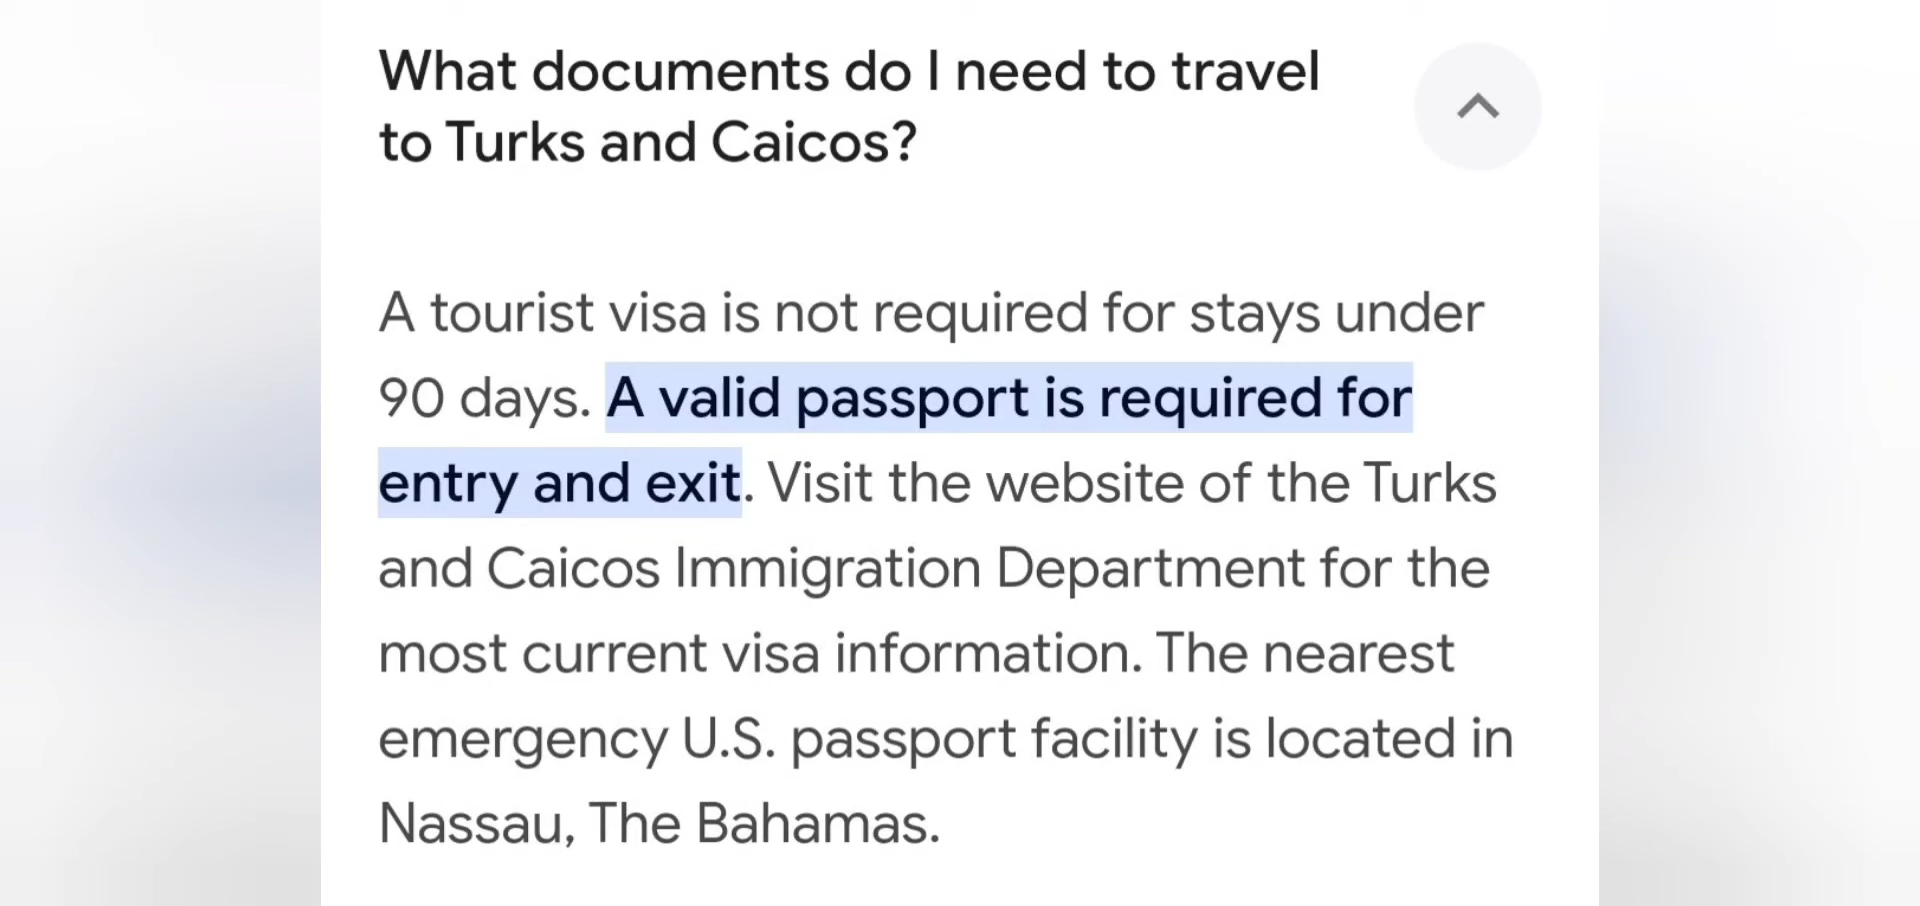 What documents do I need to travel
to Turks and Caicos?
A tourist visa is not required for stays under
90 days. A valid passport is required for
entry and exit. Visit the website of the Turks
and Caicos Immigration Department for the
most current visa information. The nearest
emergency U.S. passport facility is located in
Nassau, The Bahamas.